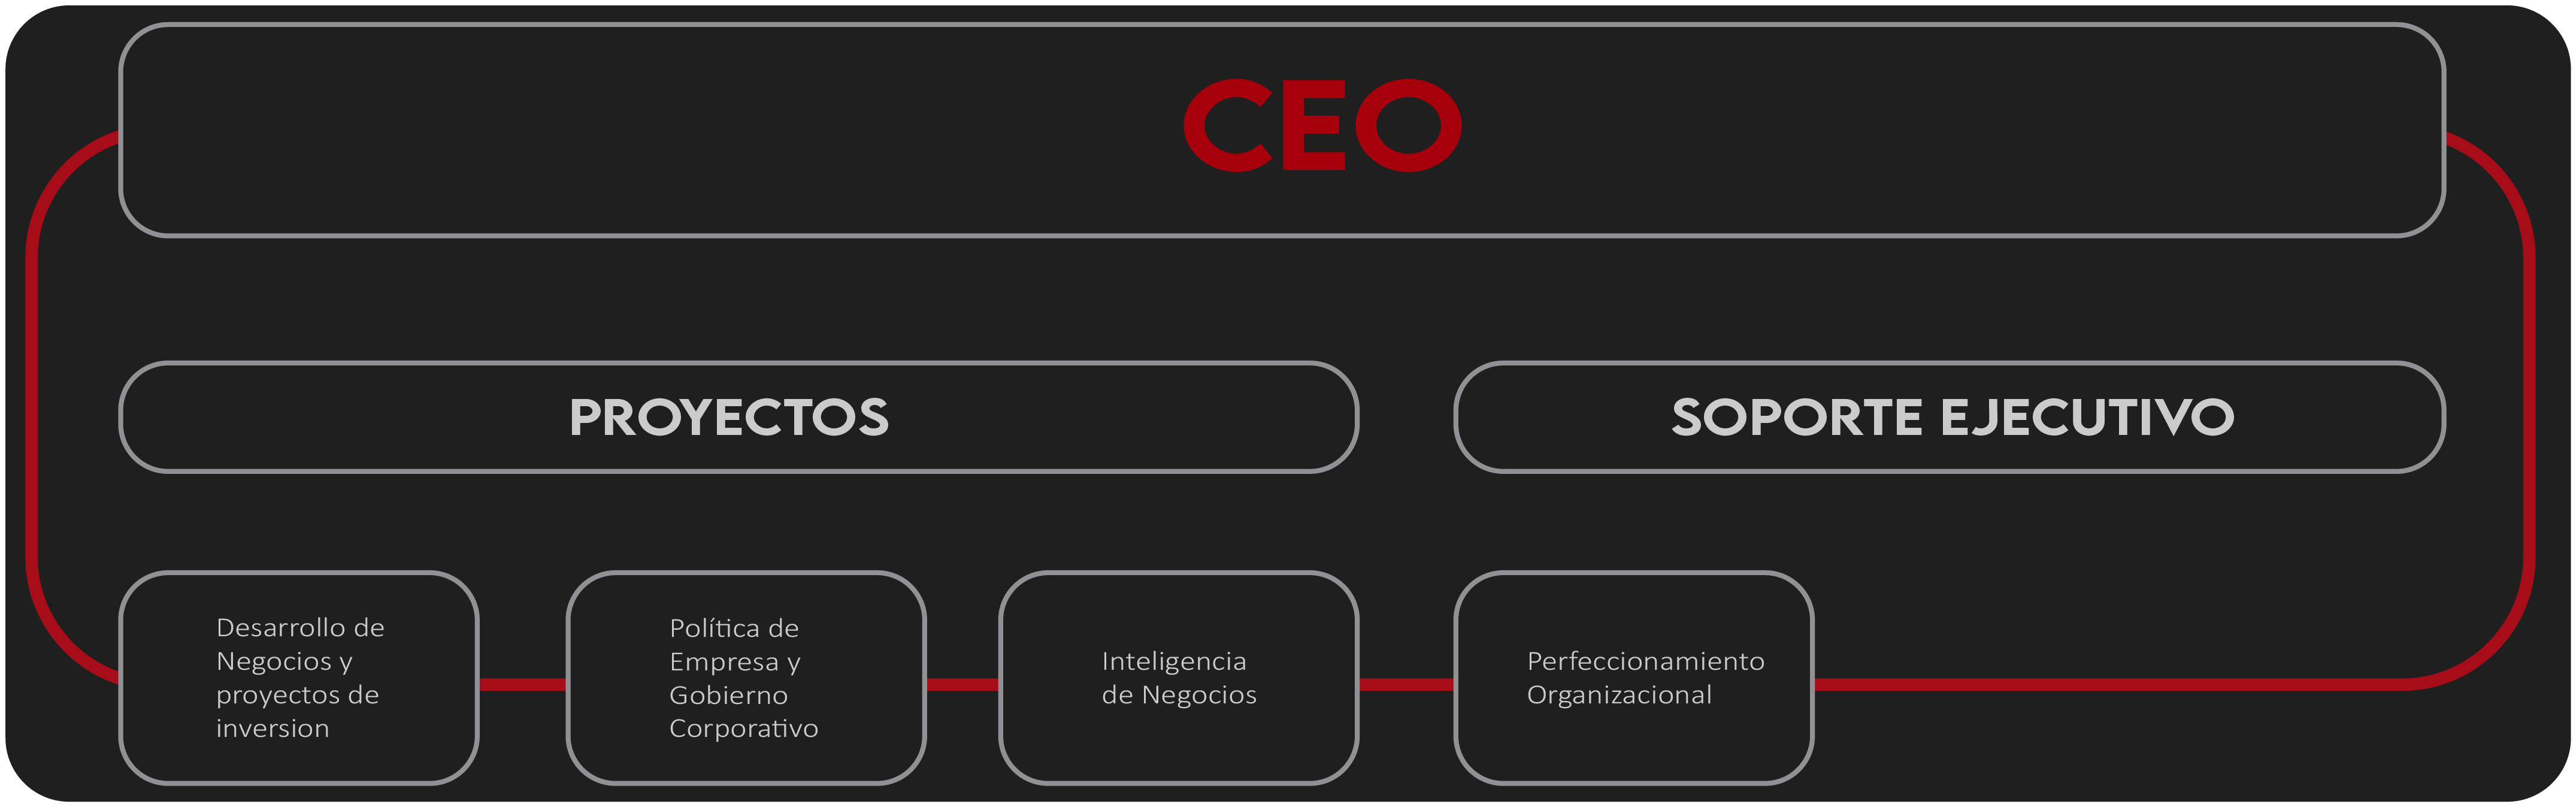 CEO
PROYECTOS
SOPORTE EJECUTIVO
Desarrollo de
Negocios y
proyectos de
inversion
Política de
Empresa y
Gobierno
Corporativo
Inteligencia
de Negocios
Perfeccionamiento
Organizacional